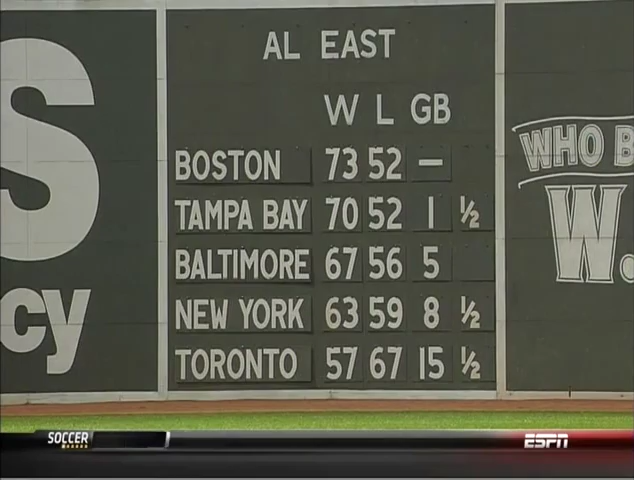 S
cy
AL EAST
W L GB
BOSTON 73 52 —
TAMPA BAY 70 52 1 ½
BALTIMORE 67 56 5
NEW YORK 63 59 8 ½
TORONTO 57 67 15 ½
WHO B
W.
SOCCER
ESPN